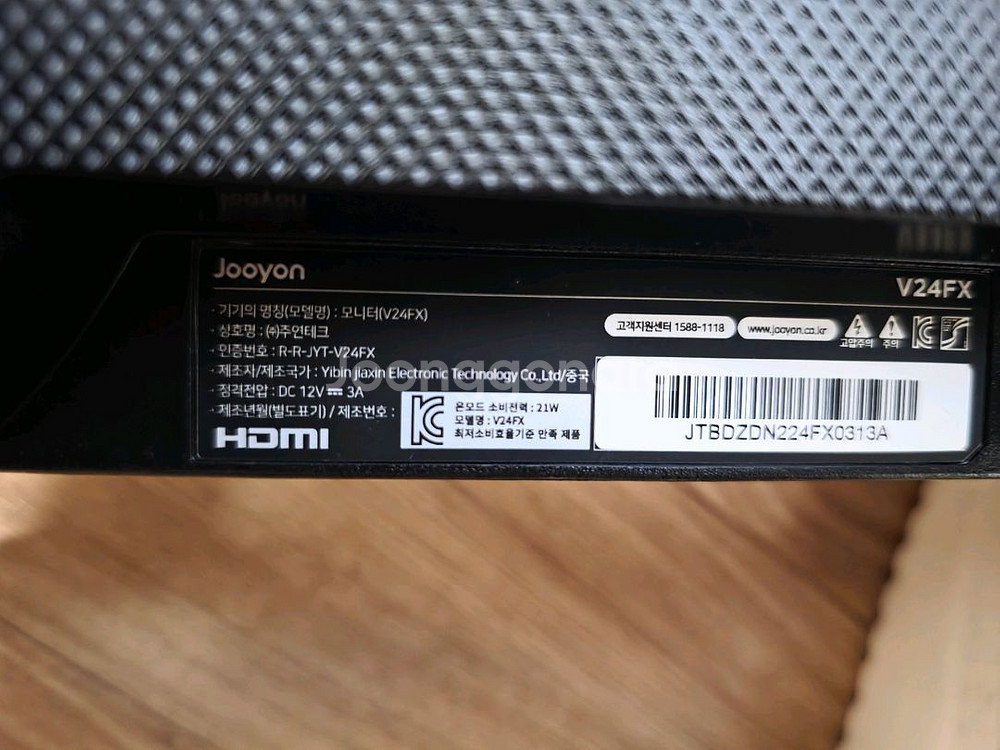 Jooyon
V24FX
· 기기의 명칭(모델명) : 모니터(V24FX)
· 상호명 : ㈜주연테크
· 인증번호 : R-R-JYT-V24FX
· 제조자/제조국가 : Yibin jiaxin Electronic Technology Co.,Ltd/중국
· 정격전압 : DC 12V ⎓ 3A
· 제조년월(별도표기) / 제조번호 :
HDMI
온모드 소비전력 : 21W
모델명 : V24FX
최저소비효율기준 만족 제품
고객지원센터 1588-1118
www.jooyon.co.kr
고압주의
주의
JTBDZDN224FX0313A